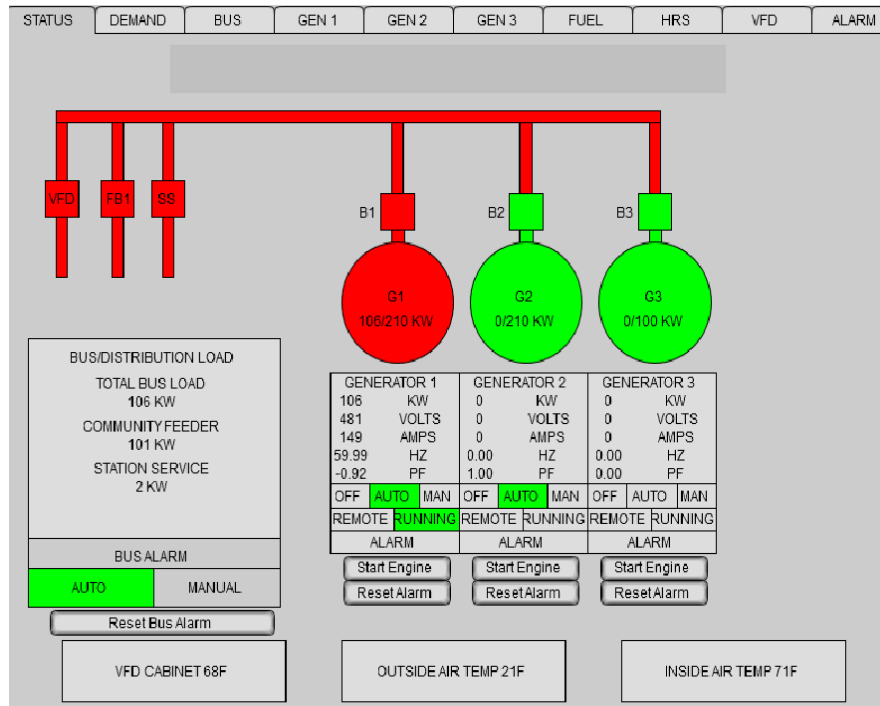 STATUS DEMAND BUS GEN 1 GEN 2 GEN 3 FUEL HRS VFD ALARM
VFD FB1 SS
B1 B2 B3
G1 G2 G3
106/210 KW 0/210 KW 0/100 KW
BUS/DISTRIBUTION LOAD
TOTAL BUS LOAD
106 KW
COMMUNITY FEEDER
101 KW
STATION SERVICE
2 KW
BUS ALARM
AUTO MANUAL
Reset Bus Alarm
GENERATOR 1
106 KW
481 VOLTS
149 AMPS
59.99 HZ
-0.92 PF
OFF AUTO MAN
REMOTE RUNNING
ALARM
Start Engine
Reset Alarm
GENERATOR 2
0 KW
0 VOLTS
0 AMPS
0.00 HZ
1.00 PF
OFF AUTO MAN
REMOTE RUNNING
ALARM
Start Engine
Reset Alarm
GENERATOR 3
0 KW
0 VOLTS
0 AMPS
0.00 HZ
0.00 PF
OFF AUTO MAN
REMOTE RUNNING
ALARM
Start Engine
Reset Alarm
VFD CABINET 68F
OUTSIDE AIR TEMP 21F
INSIDE AIR TEMP 71F